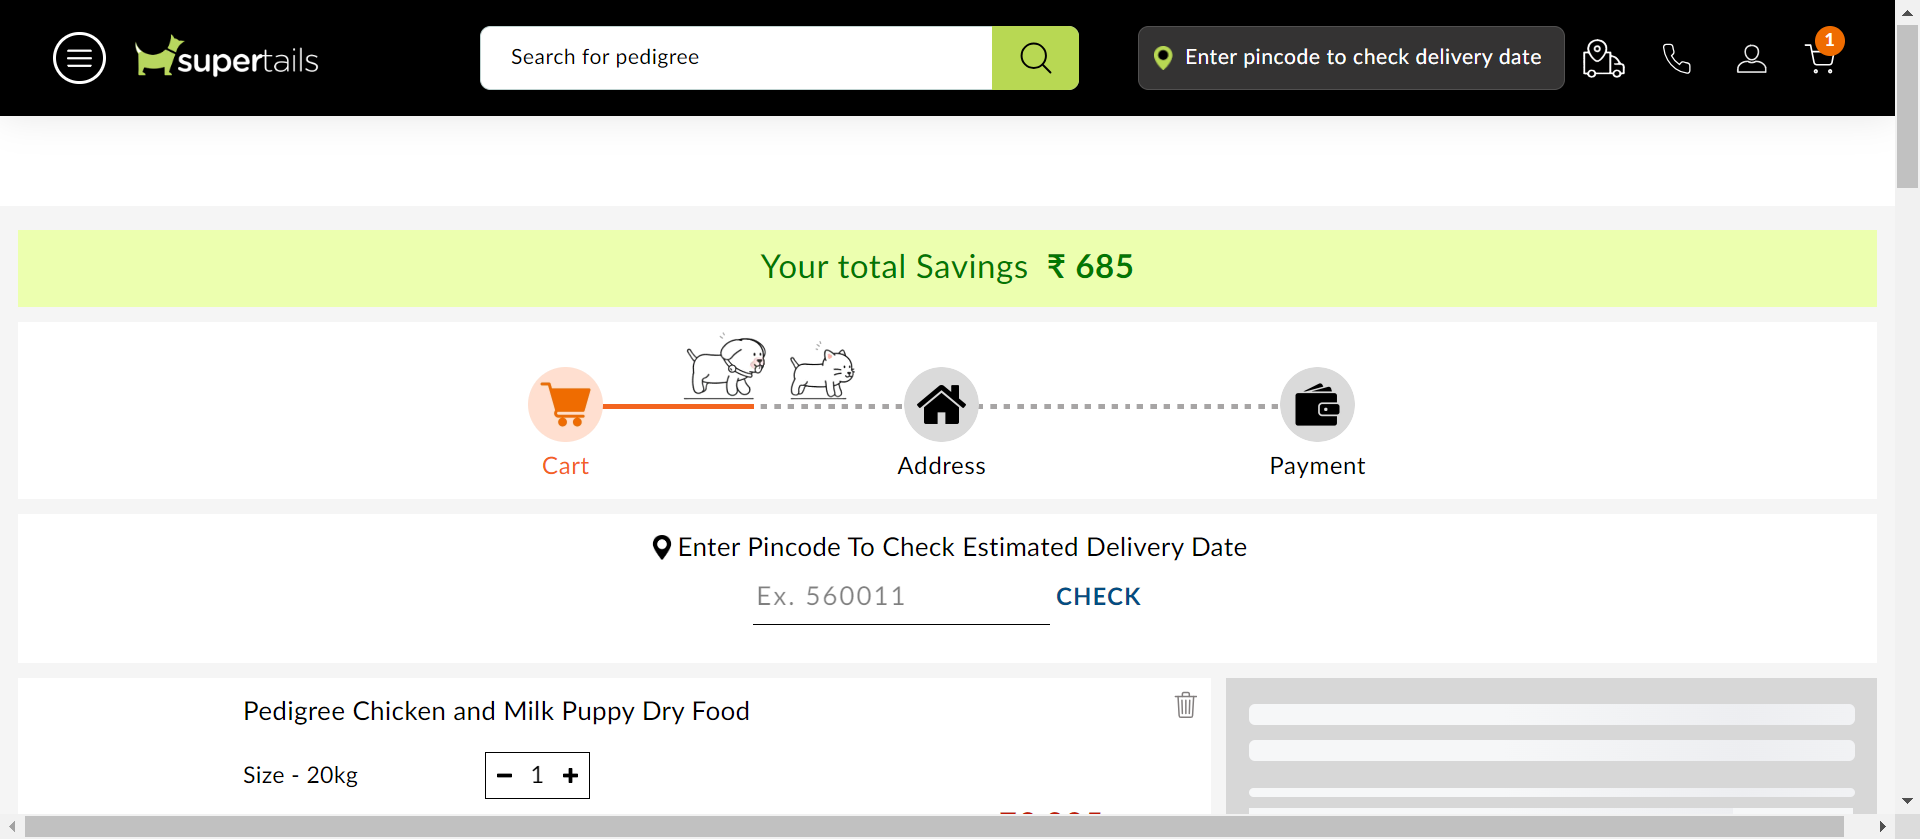 supertails
Search for pedigree
Enter pincode to check delivery date
1
Your total Savings ₹ 685
Cart
Address
Payment
Enter Pincode To Check Estimated Delivery Date
Ex. 560011
CHECK
Pedigree Chicken and Milk Puppy Dry Food
Size - 20kg
1